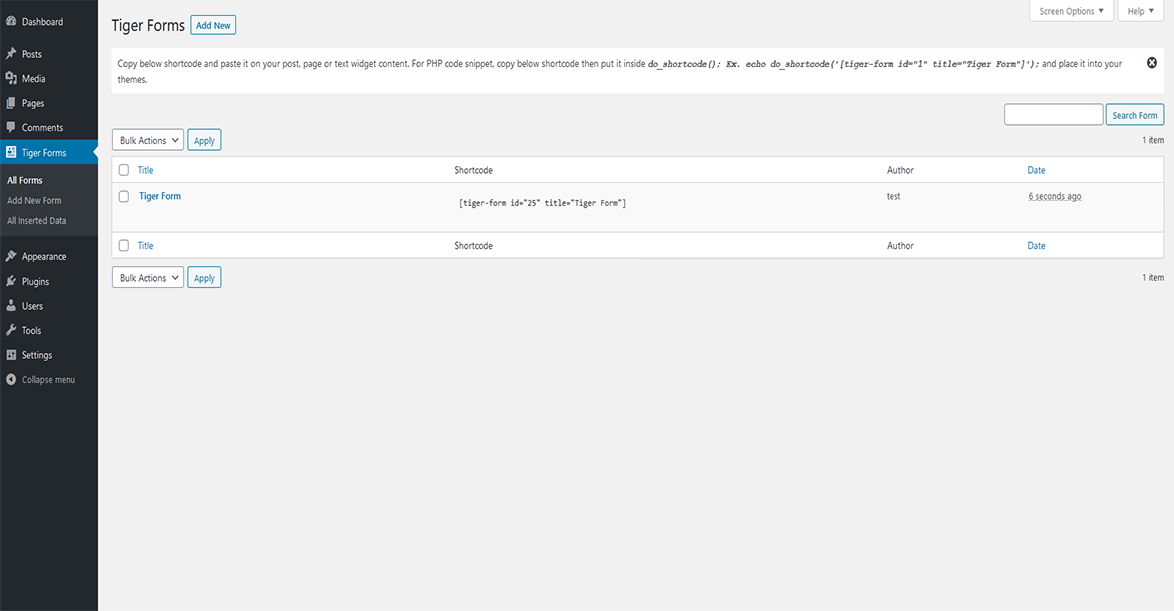 Dashboard
Posts
Media
Pages
Comments
Tiger Forms
All Forms
Add New Form
All Inserted Data
Appearance
Plugins
Users
Tools
Settings
Collapse menu
Screen Options ▼ Help ▼
Tiger Forms Add New
Copy below shortcode and paste it on your post, page or text widget content. For PHP code snippet, copy below shortcode then put it inside do_shortcode(); Ex. echo do_shortcode('[tiger-form id="1" title="Tiger Form"]'); and place it into your
themes.
Search Form
Bulk Actions Apply 1 item
Title Shortcode Author Date
Tiger Form [tiger-form id="25" title="Tiger Form"] test 6 seconds ago
Title Shortcode Author Date
Bulk Actions Apply 1 item